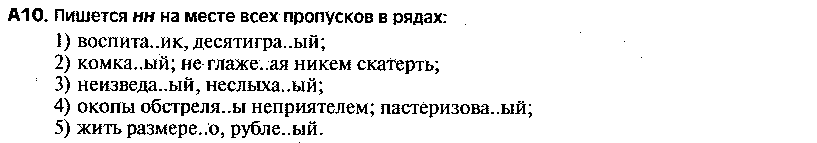 А10. Пишется нн на месте всех пропусков в рядах:
1) воспита..ик, десятигра..ый;
2) комка..ый; не глаже..ая никем скатерть;
3) неизведа..ый, неслыха..ый;
4) окопы обстреля..ы неприятелем; пастеризова..ый;
5) жить размере..о, рубле..ый.